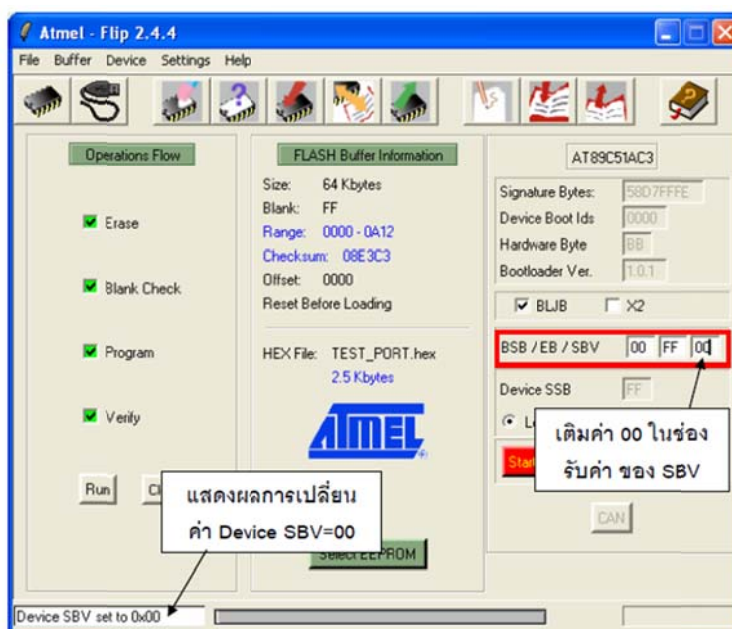 Atmel - Flip 2.4.4
File Buffer Device Settings Help
Operations Flow
Erase
Blank Check
Program
Verify
Run
FLASH Buffer Information
Size: 64 Kbytes
Blank: FF
Range: 0000 - 0A12
Checksum: 08E3C3
Offset: 0000
Reset Before Loading
HEX File: TEST_PORT.hex
2.5 Kbytes
ATMEL
Select EEPROM
AT89C51AC3
Signature Bytes: 58D7FFFE
Device Boot Ids 0000
Hardware Byte BB
Bootloader Ver. 1.0.1
BLJB X2
BSB / EB / SBV 00 FF 00
Device SSB FF
เติมค่า 00 ในช่อง
รับค่า ของ SBV
CAN
แสดงผลการเปลี่ยน
ค่า Device SBV=00
Device SBV set to 0x00